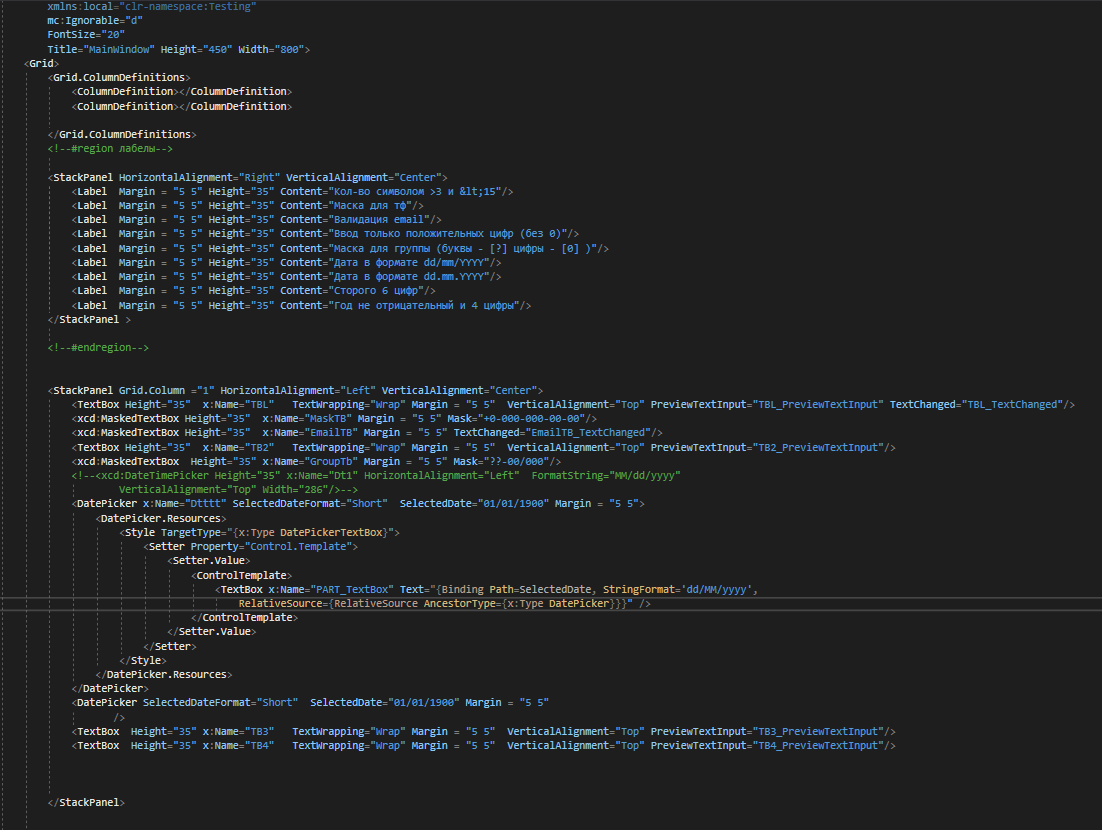 xmlns:local="clr-namespace:Testing"
mc:Ignorable="d"
FontSize="20"
Title="MainWindow" Height="450" Width="800">
<Grid>
<Grid.ColumnDefinitions>
<ColumnDefinition></ColumnDefinition>
<ColumnDefinition></ColumnDefinition>
</Grid.ColumnDefinitions>
<!--#region лабелы-->
<StackPanel HorizontalAlignment="Right" VerticalAlignment="Center">
<Label  Margin = "5 5" Height="35" Content="Кол-во символом >3 и &lt;15"/>
<Label  Margin = "5 5" Height="35" Content="Маска для тф"/>
<Label  Margin = "5 5" Height="35" Content="Валидация email"/>
<Label  Margin = "5 5" Height="35" Content="Ввод только положительных цифр (без 0)"/>
<Label  Margin = "5 5" Height="35" Content="Маска для группы (буквы - [?] цифры - [0] )"/>
<Label  Margin = "5 5" Height="35" Content="Дата в формате dd/mm/YYYY"/>
<Label  Margin = "5 5" Height="35" Content="Дата в формате dd.mm.YYYY"/>
<Label  Margin = "5 5" Height="35" Content="Сторого 6 цифр"/>
<Label  Margin = "5 5" Height="35" Content="Год не отрицательный и 4 цифры"/>
</StackPanel >
<!--#endregion-->
<StackPanel Grid.Column ="1" HorizontalAlignment="Left" VerticalAlignment="Center">
<TextBox Height="35"  x:Name="TBL"   TextWrapping="Wrap" Margin = "5 5"  VerticalAlignment="Top" PreviewTextInput="TBL_PreviewTextInput" TextChanged="TBL_TextChanged"/>
<xcd:MaskedTextBox Height="35"  x:Name="MaskTB" Margin = "5 5" Mask="+0-000-000-00-00"/>
<xcd:MaskedTextBox Height="35"  x:Name="EmailTB" Margin = "5 5" TextChanged="EmailTB_TextChanged"/>
<TextBox Height="35"  x:Name="TB2"   TextWrapping="Wrap" Margin = "5 5"  VerticalAlignment="Top" PreviewTextInput="TB2_PreviewTextInput"/>
<xcd:MaskedTextBox  Height="35" x:Name="GroupTb" Margin = "5 5" Mask="??-00/000"/>
<!--<xcd:DateTimePicker Height="35" x:Name="Dt1" HorizontalAlignment="Left"  FormatString="MM/dd/yyyy"
VerticalAlignment="Top" Width="286"/>-->
<DatePicker x:Name="Dtttt" SelectedDateFormat="Short"  SelectedDate="01/01/1900" Margin = "5 5">
<DatePicker.Resources>
<Style TargetType="{x:Type DatePickerTextBox}">
<Setter Property="Control.Template">
<Setter.Value>
<ControlTemplate>
<TextBox x:Name="PART_TextBox" Text="{Binding Path=SelectedDate, StringFormat='dd/MM/yyyy',
RelativeSource={RelativeSource AncestorType={x:Type DatePicker}}}" />
</ControlTemplate>
</Setter.Value>
</Setter>
</Style>
</DatePicker.Resources>
</DatePicker>
<DatePicker SelectedDateFormat="Short"  SelectedDate="01/01/1900" Margin = "5 5"
/>
<TextBox  Height="35" x:Name="TB3"   TextWrapping="Wrap" Margin = "5 5"  VerticalAlignment="Top" PreviewTextInput="TB3_PreviewTextInput"/>
<TextBox  Height="35" x:Name="TB4"   TextWrapping="Wrap" Margin = "5 5"  VerticalAlignment="Top" PreviewTextInput="TB4_PreviewTextInput"/>
</StackPanel>